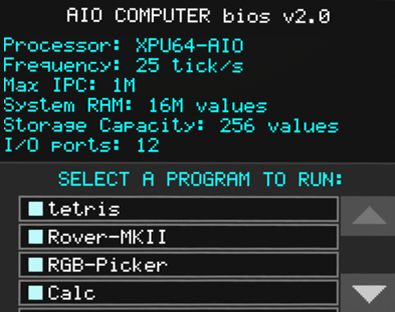 AIO COMPUTER bios v2.0
Processor: XPU64-AIO
Frequency: 25 tick/s
Max IPC: 1M
System RAM: 16M values
Storage Capacity: 256 values
I/O ports: 12
SELECT A PROGRAM TO RUN:
tetris
Rover-MKII
RGB-Picker
Calc